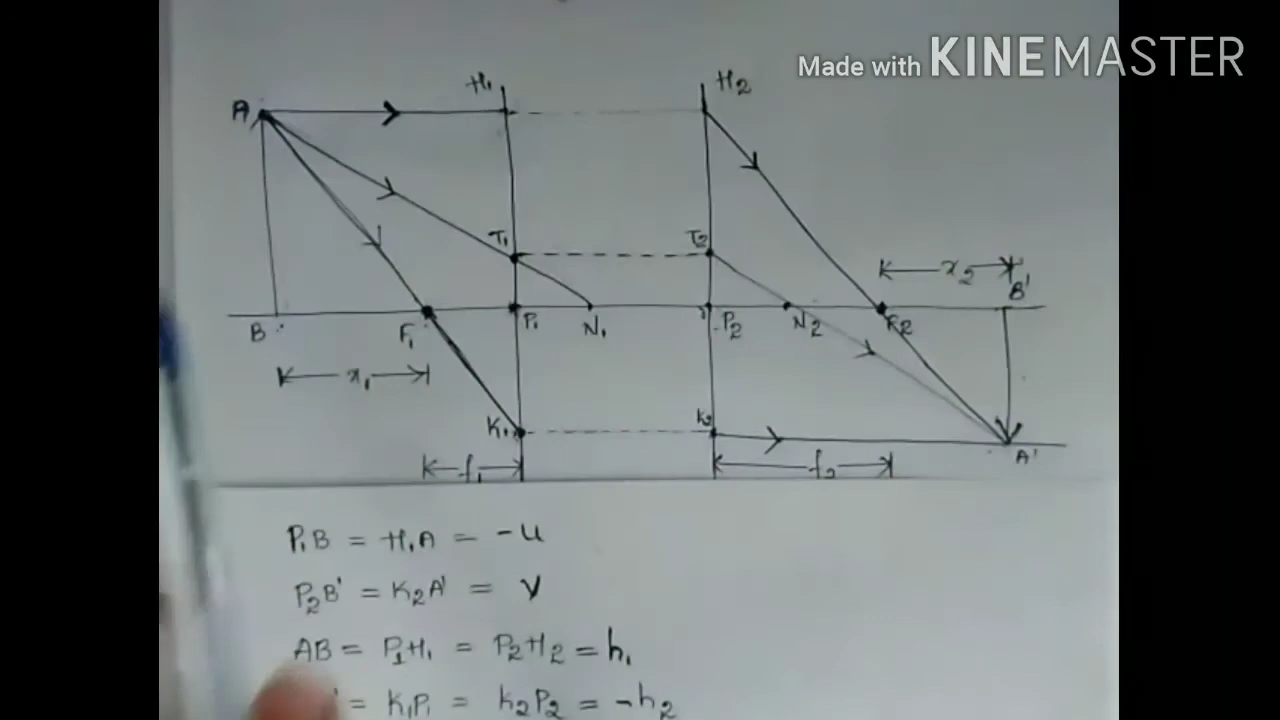 Made with KINEMASTER
H₁ H₂
A
T₁ T₂
x₂
B'
B F₁ P₁ N₁ P₂ N₂ F₂
x₁
K₁ K₂
A'
f₁ f₂
P₁B = H₁A = -u
P₂B' = K₂A' = v
AB = P₁H₁ = P₂H₂ = h₁
= K₁P₁ = K₂P₂ = -h₂